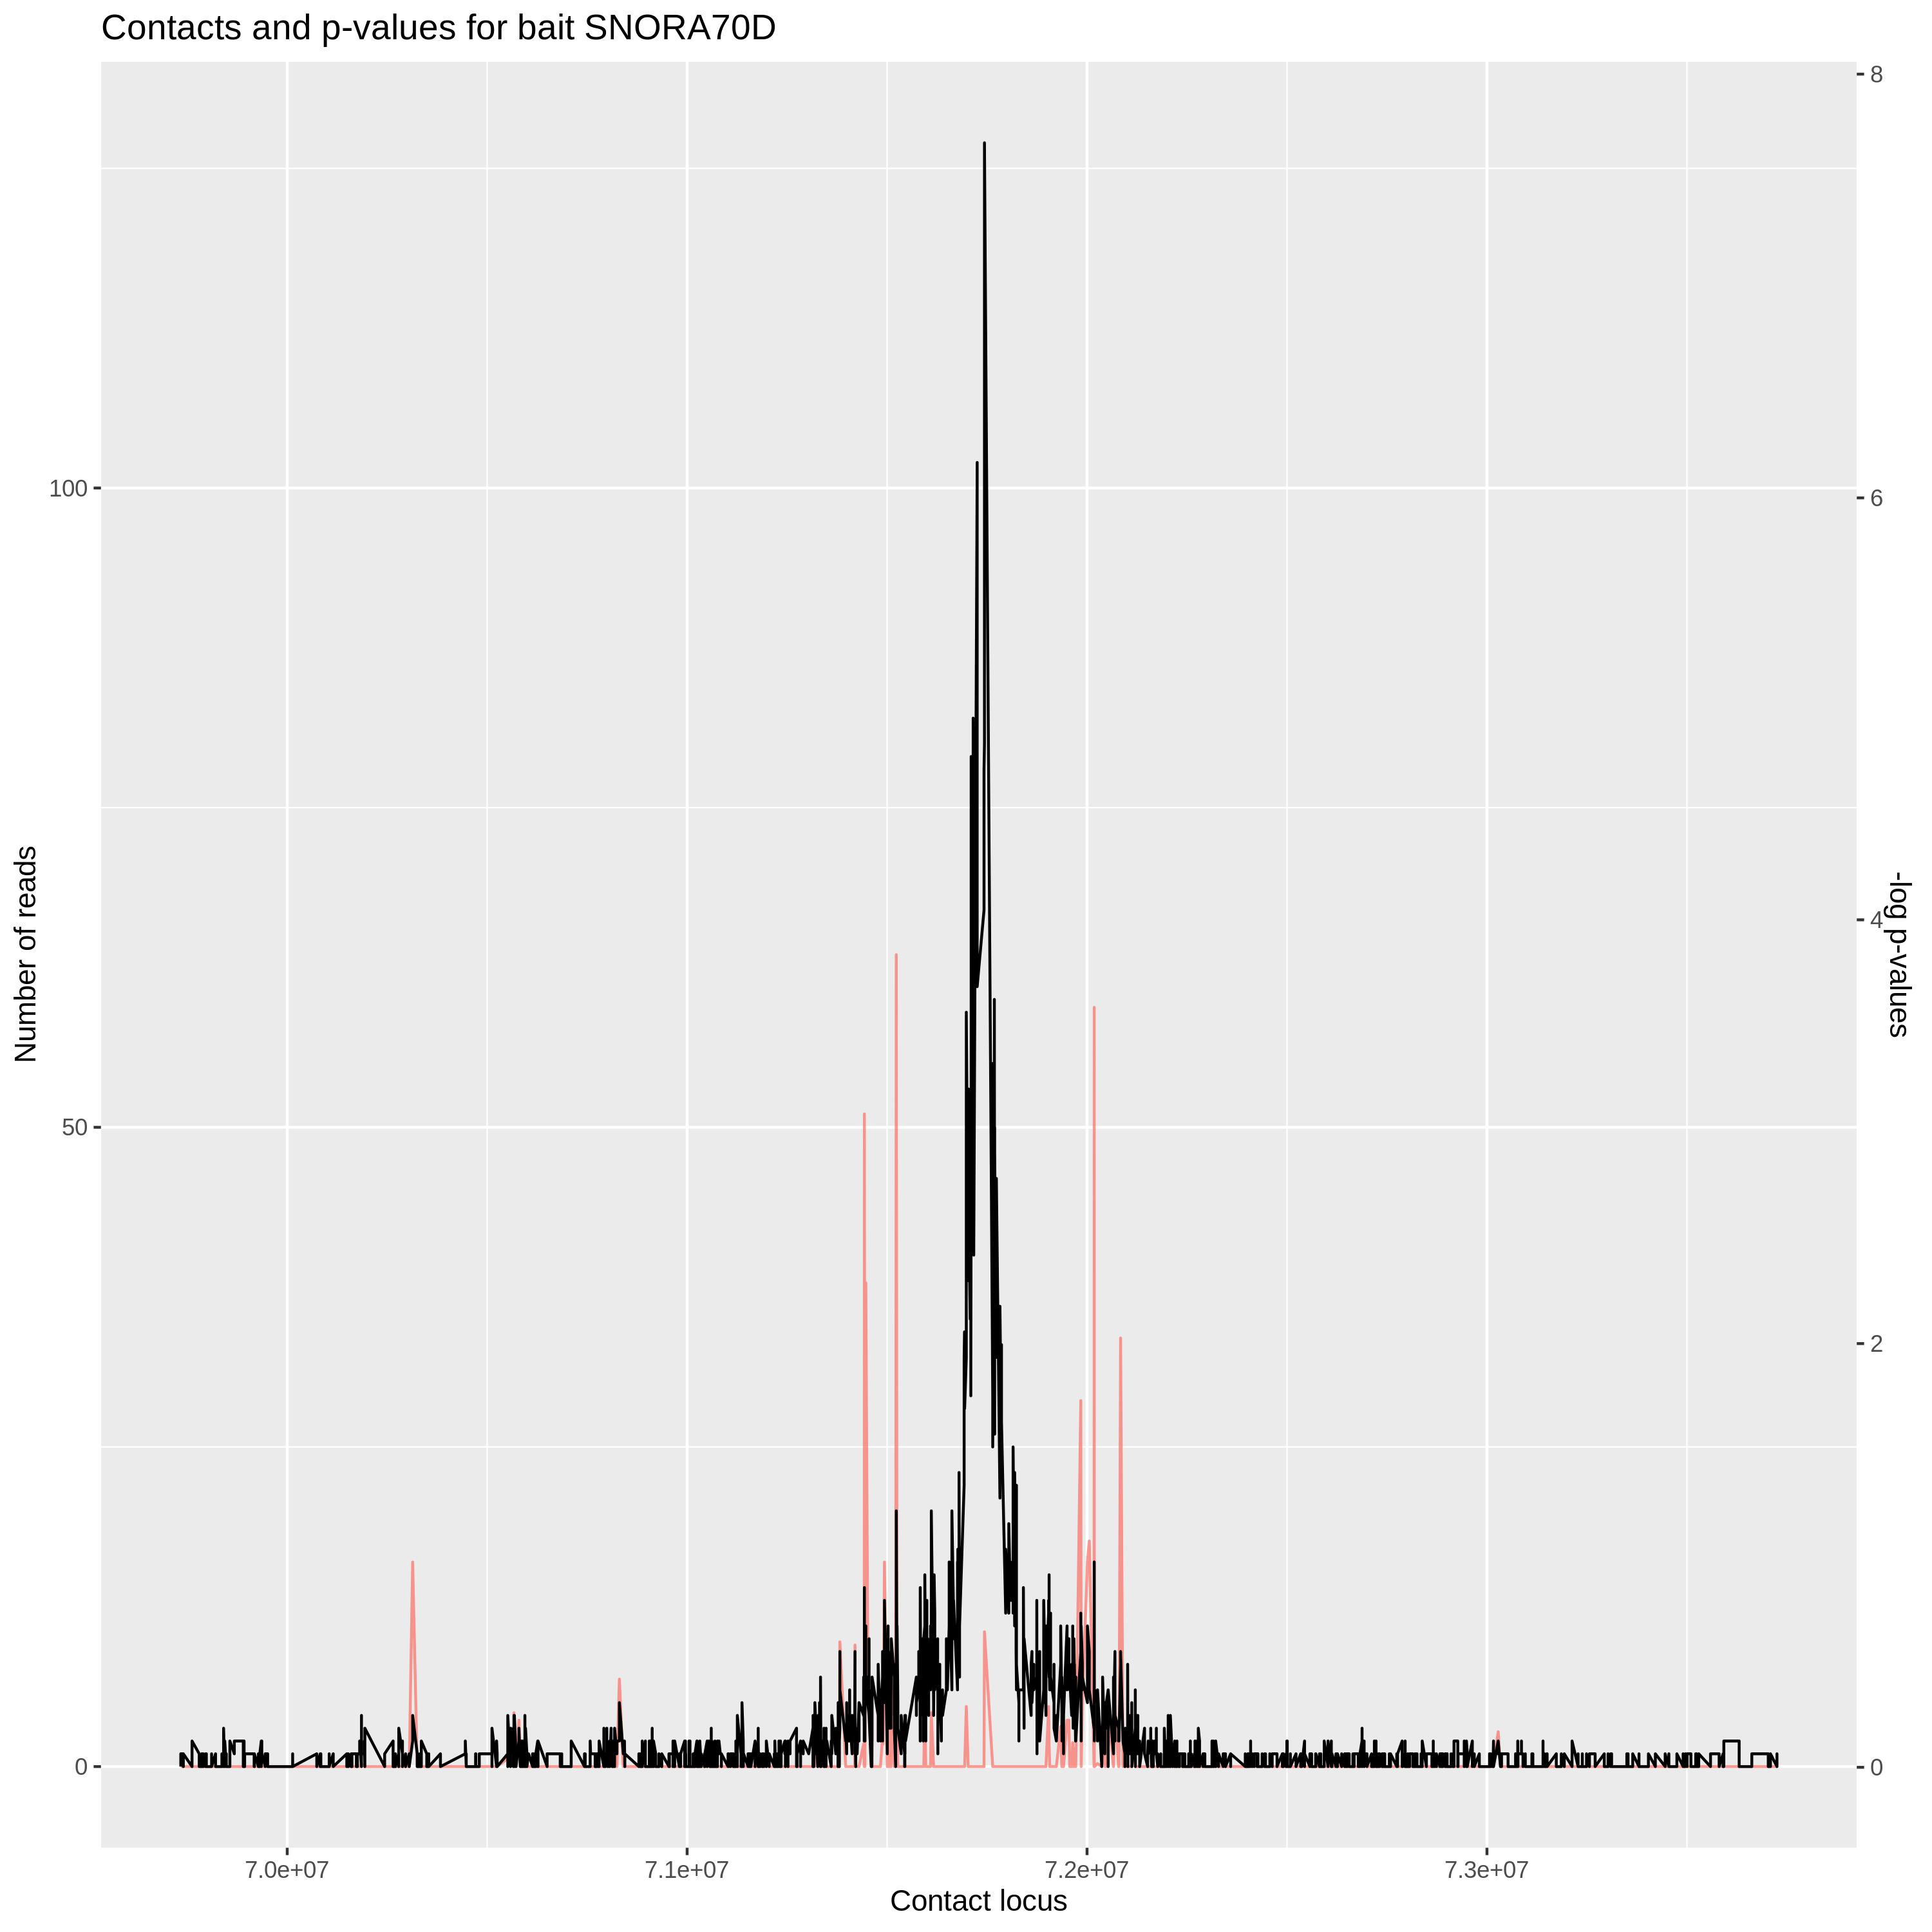 Contacts and p-values for bait SNORA70D
Number of reads
100
50
0
8
6
4
2
0
-log p-values
7.0e+07
7.1e+07
7.2e+07
7.3e+07
Contact locus